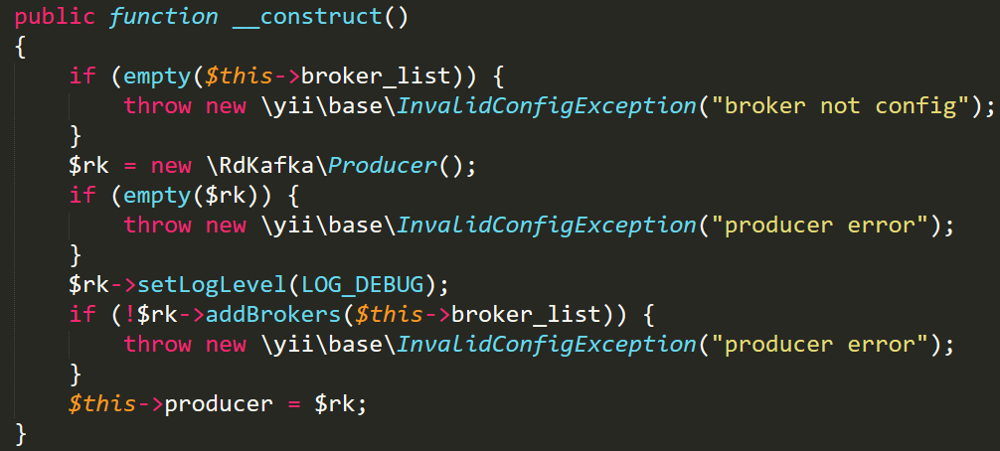 public function __construct()
{
    if (empty($this->broker_list)) {
        throw new \yii\base\InvalidConfigException("broker not config");
    }
    $rk = new \RdKafka\Producer();
    if (empty($rk)) {
        throw new \yii\base\InvalidConfigException("producer error");
    }
    $rk->setLogLevel(LOG_DEBUG);
    if (!$rk->addBrokers($this->broker_list)) {
        throw new \yii\base\InvalidConfigException("producer error");
    }
    $this->producer = $rk;
}